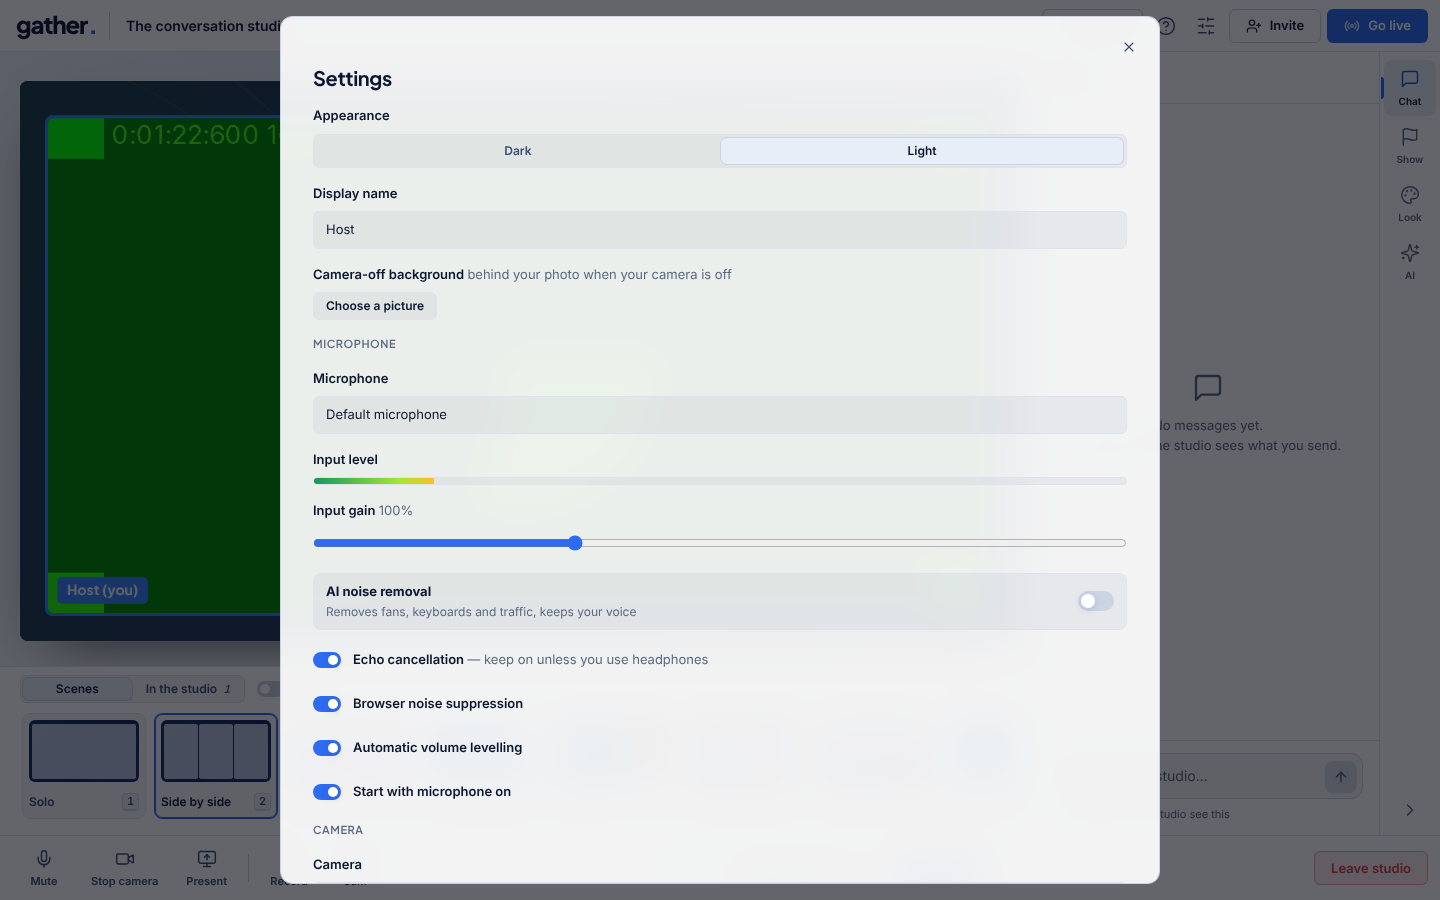 gather.
The conversation studi
Invite
Go live
Settings
Appearance
Dark
Light
Display name
Host
Camera-off background behind your photo when your camera is off
Choose a picture
MICROPHONE
Microphone
Default microphone
Input level
Input gain 100%
AI noise removal
Removes fans, keyboards and traffic, keeps your voice
Echo cancellation — keep on unless you use headphones
Browser noise suppression
Automatic volume levelling
Start with microphone on
CAMERA
Camera
0:01:22:600
Host (you)
Scenes
In the studio 1
Solo
1
Side by side
2
Mute
Stop camera
Present
Chat
Show
Look
AI
No messages yet.
studio sees what you send.
studio...
see this
Leave studio